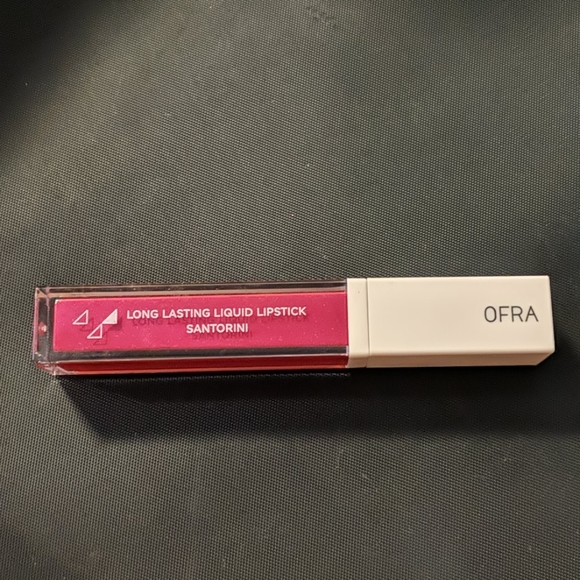 LONG LASTING LIQUID LIPSTICK
SANTORINI
OFRA